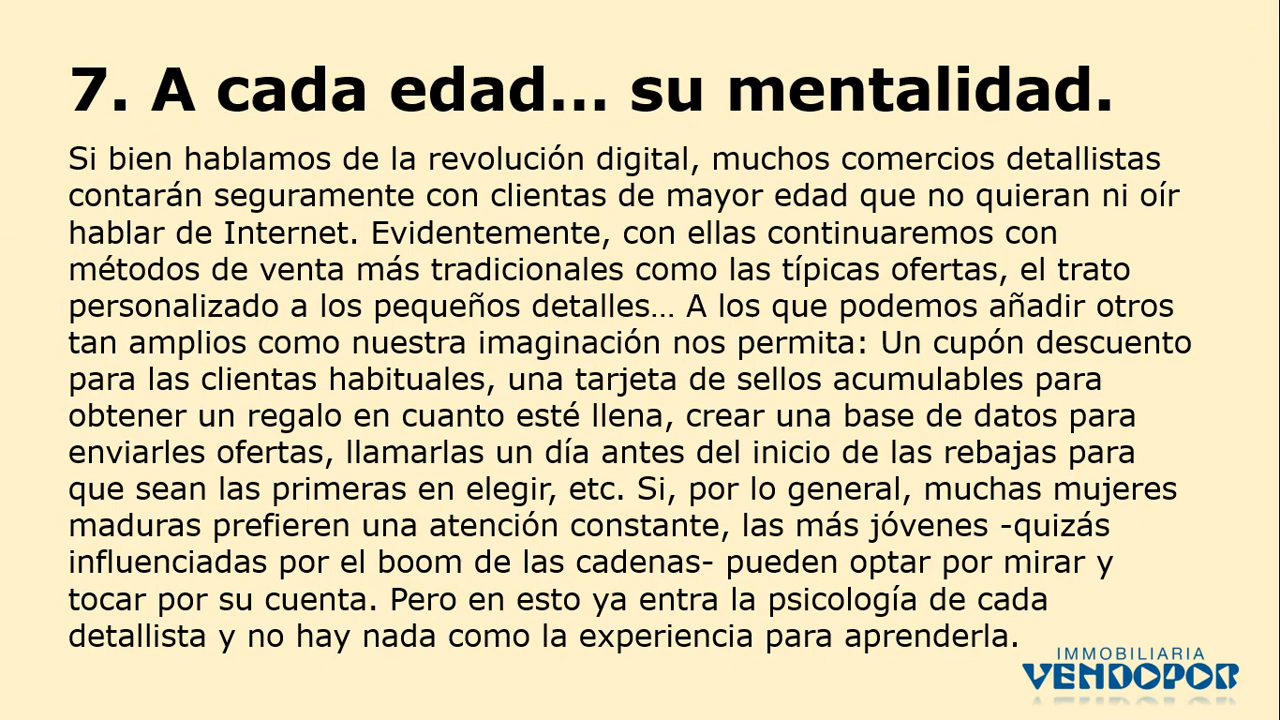 7. A cada edad... su mentalidad.
Si bien hablamos de la revolución digital, muchos comercios detallistas
contarán seguramente con clientas de mayor edad que no quieran ni oír
hablar de Internet. Evidentemente, con ellas continuaremos con
métodos de venta más tradicionales como las típicas ofertas, el trato
personalizado a los pequeños detalles… A los que podemos añadir otros
tan amplios como nuestra imaginación nos permita: Un cupón descuento
para las clientas habituales, una tarjeta de sellos acumulables para
obtener un regalo en cuanto esté llena, crear una base de datos para
enviarles ofertas, llamarlas un día antes del inicio de las rebajas para
que sean las primeras en elegir, etc. Si, por lo general, muchas mujeres
maduras prefieren una atención constante, las más jóvenes -quizás
influenciadas por el boom de las cadenas- pueden optar por mirar y
tocar por su cuenta. Pero en esto ya entra la psicología de cada
detallista y no hay nada como la experiencia para aprenderla.
IMMOBILIARIA
VENDOPOR